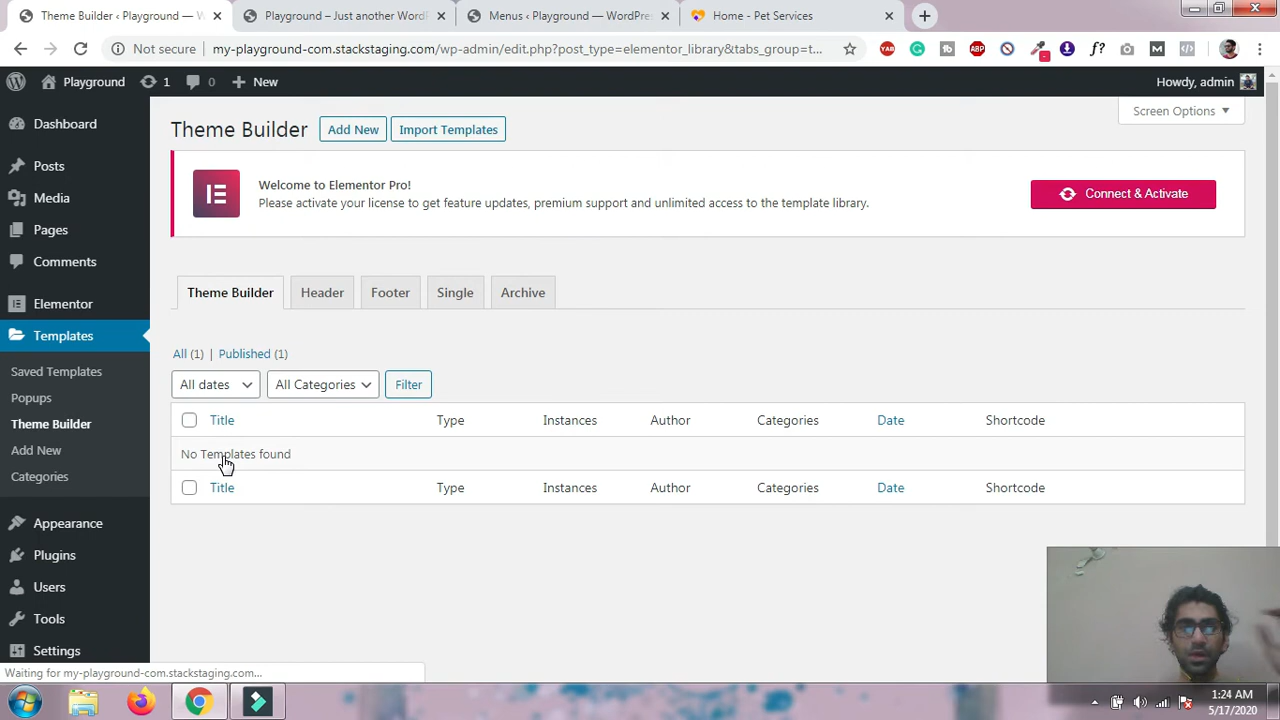 Theme Builder ‹ Playground — W
Playground – Just another WordP
Menus ‹ Playground — WordPress
Home - Pet Services
Not secure
my-playground-com.stackstaging.com/wp-admin/edit.php?post_type=elementor_library&tabs_group=t...
ABP
f?
Playground
1
0
New
Howdy, admin
Screen Options
Dashboard
Posts
Media
Pages
Comments
Elementor
Templates
Saved Templates
Popups
Theme Builder
Add New
Categories
Appearance
Plugins
Users
Tools
Settings
Theme Builder
Add New
Import Templates
Welcome to Elementor Pro!
Please activate your license to get feature updates, premium support and unlimited access to the template library.
Connect & Activate
Theme Builder
Header
Footer
Single
Archive
All (1) | Published (1)
All dates
All Categories
Filter
Title Type Instances Author Categories Date Shortcode
No Templates found
Title Type Instances Author Categories Date Shortcode
Waiting for my-playground-com.stackstaging.com...
1:24 AM
5/17/2020